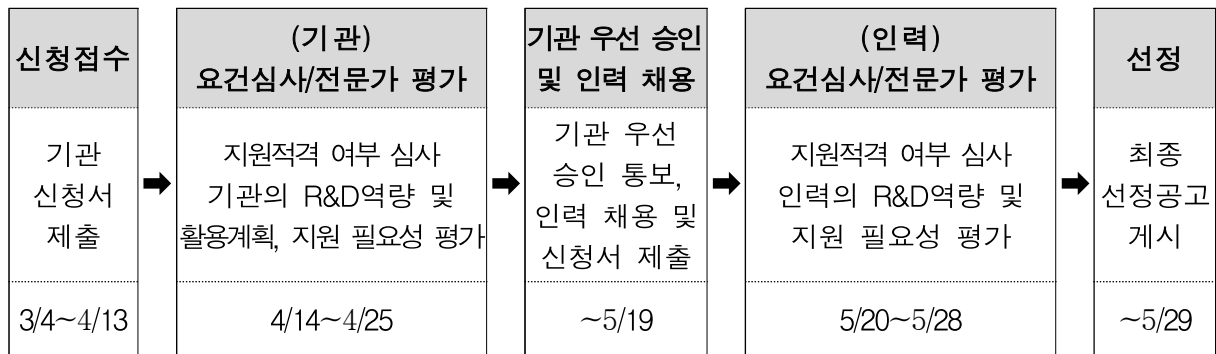 신청접수
기관
신청서
제출
3/4~4/13
➡
(기관)
요건심사/전문가 평가
지원적격 여부 심사
기관의 R&D역량 및
활용계획, 지원 필요성 평가
4/14~4/25
➡
기관 우선 승인
및 인력 채용
기관 우선
승인 통보,
인력 채용 및
신청서 제출
~5/19
➡
(인력)
요건심사/전문가 평가
지원적격 여부 심사
인력의 R&D역량 및
지원 필요성 평가
5/20~5/28
➡
선정
최종
선정공고
게시
~5/29